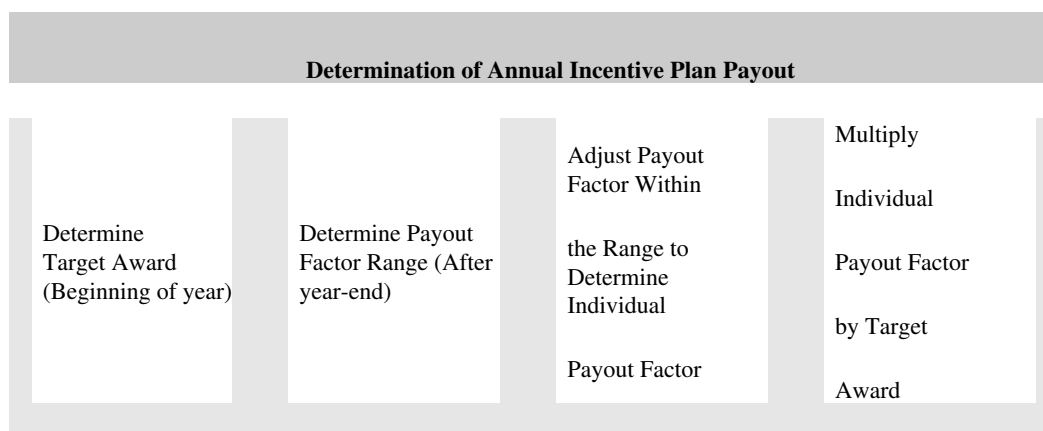 Determination of Annual Incentive Plan Payout
Determine
Target Award
(Beginning of year)
Determine Payout
Factor Range (After
year-end)
Adjust Payout
Factor Within
the Range to
Determine
Individual
Payout Factor
Multiply
Individual
Payout Factor
by Target
Award